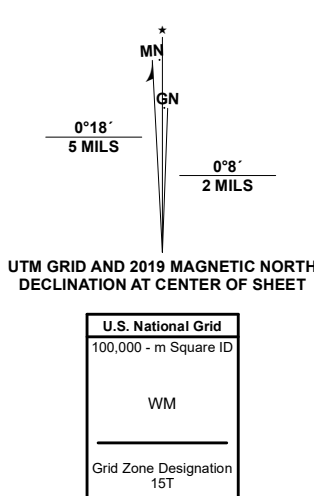 ★
MN
GN
0°18´
5 MILS
0°8´
2 MILS
UTM GRID AND 2019 MAGNETIC NORTH
DECLINATION AT CENTER OF SHEET
U.S. National Grid
100,000 - m Square ID
WM
Grid Zone Designation
15T